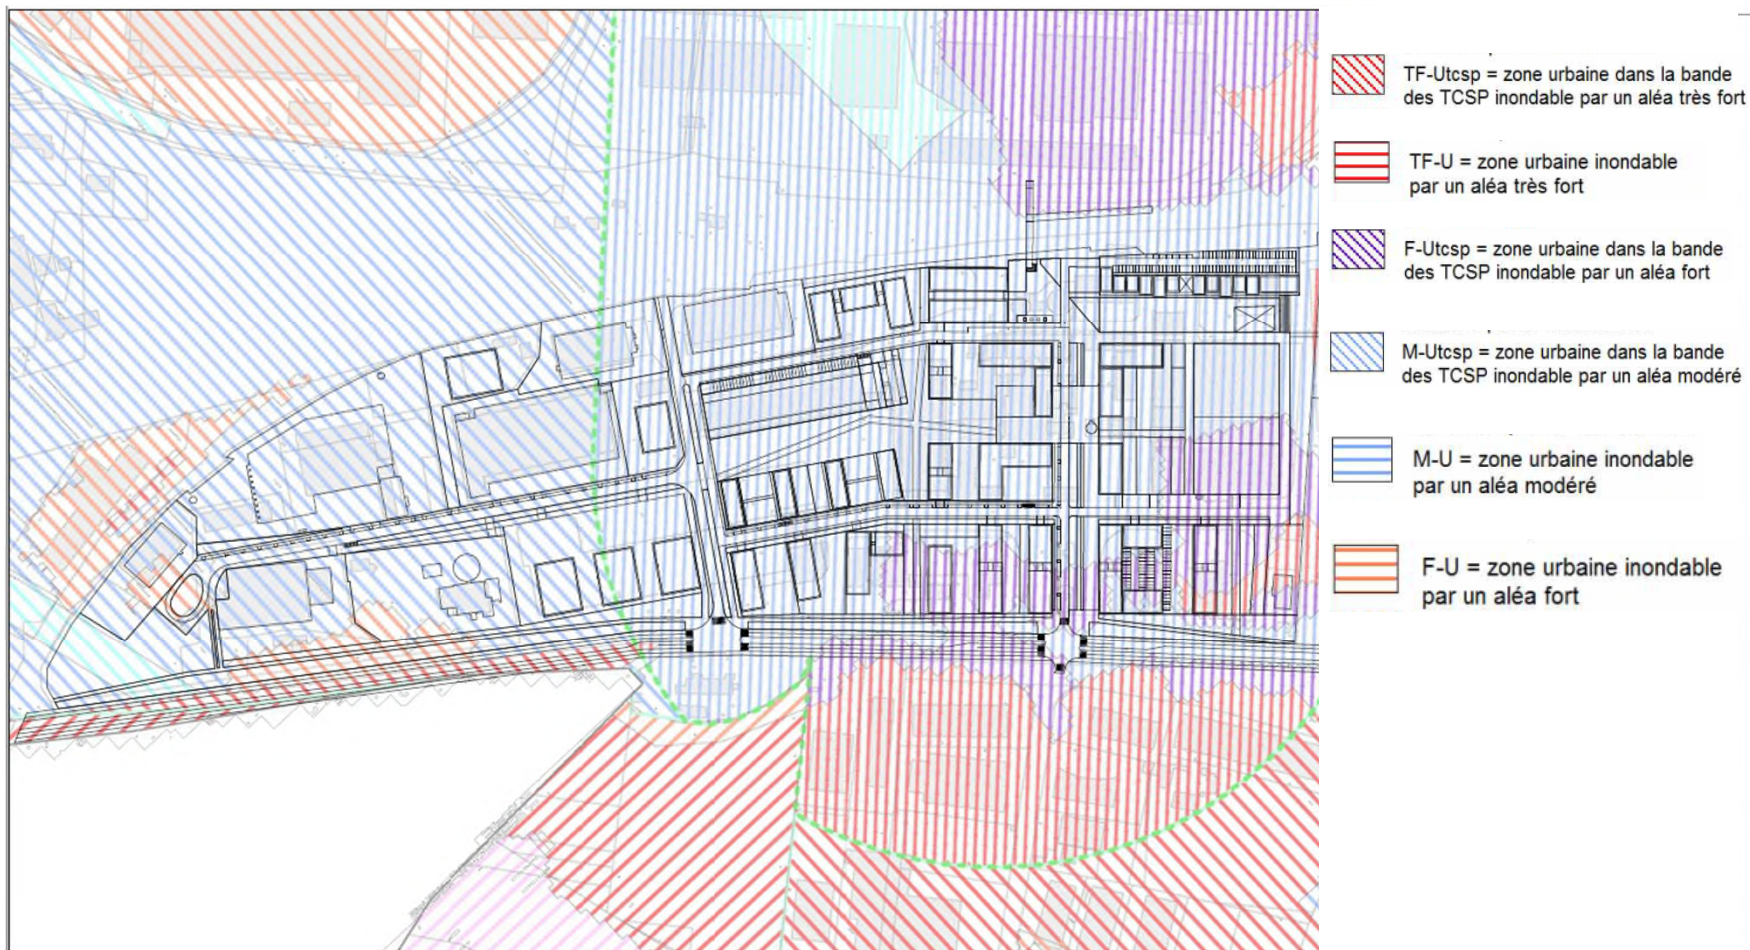 TF-Utcsp = zone urbaine dans la bande
des TCSP inondable par un aléa très fort
TF-U = zone urbaine inondable
par un aléa très fort
F-Utcsp = zone urbaine dans la bande
des TCSP inondable par un aléa fort
M-Utcsp = zone urbaine dans la bande
des TCSP inondable par un aléa modéré
M-U = zone urbaine inondable
par un aléa modéré
F-U = zone urbaine inondable
par un aléa fort